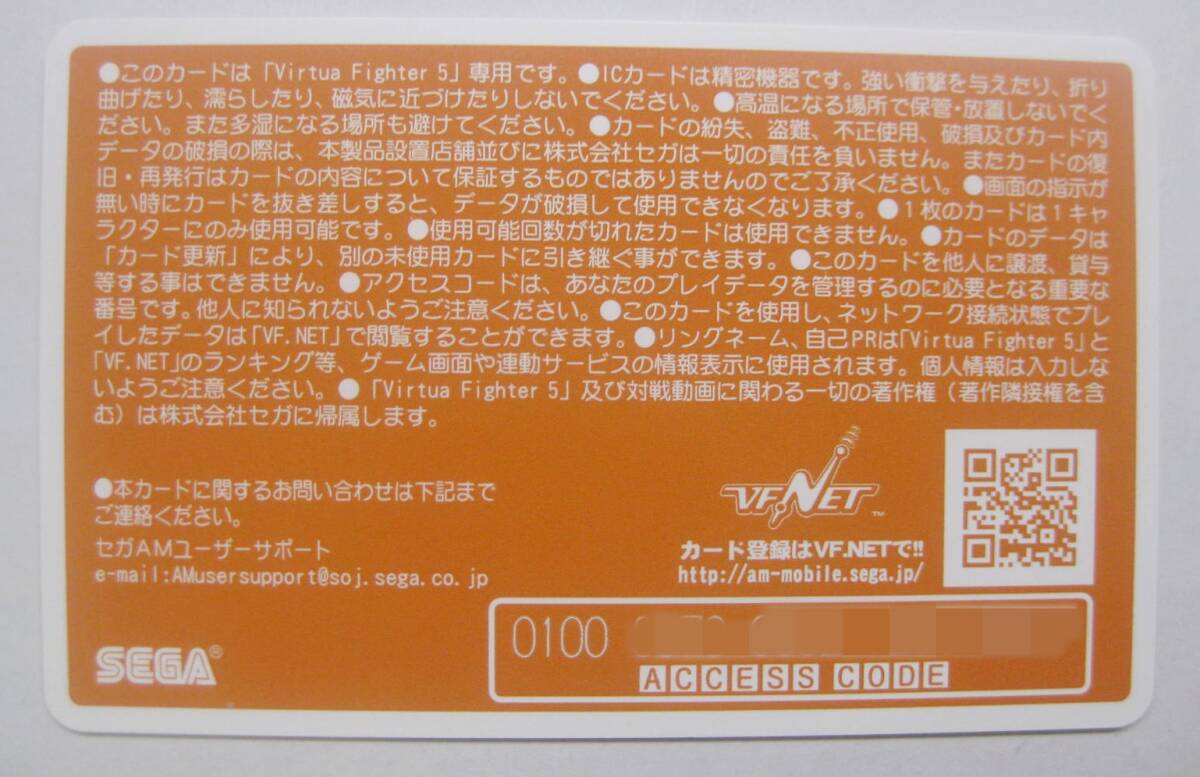 ●このカードは「Virtua Fighter 5」専用です。●ICカードは精密機器です。強い衝撃を与えたり、折り
曲げたり、濡らしたり、磁気に近づけたりしないでください。●高温になる場所で保管・放置しないでく
ださい。また多湿になる場所も避けてください。●カードの紛失、盗難、不正使用、破損及びカード内
データの破損の際は、本製品設置店舗並びに株式会社セガは一切の責任を負いません。またカードの復
旧・再発行はカードの内容について保証するものではありませんのでご了承ください。●画面の指示が
無い時にカードを抜き差しすると、データが破損して使用できなくなります。●1枚のカードは1キャ
ラクターにのみ使用可能です。●使用可能回数が切れたカードは使用できません。●カードのデータは
「カード更新」により、別の未使用カードに引き継ぐ事ができます。●このカードを他人に譲渡、貸与
等する事はできません。●アクセスコードは、あなたのプレイデータを管理するのに必要となる重要な
番号です。他人に知られないようご注意ください。●このカードを使用し、ネットワーク接続状態でプレ
イしたデータは「VF.NET」で閲覧することができます。●リングネーム、自己PRは「Virtua Fighter 5」と
「VF.NET」のランキング等、ゲーム画面や連動サービスの情報表示に使用されます。個人情報は入力しな
いようご注意ください。●「Virtua Fighter 5」及び対戦動画に関わる一切の著作権(著作隣接権を含
む)は株式会社セガに帰属します。
●本カードに関するお問い合わせは下記まで
ご連絡ください。
セガAMユーザーサポート
e-mail:AMusersupport@soj.sega.co.jp
VF.NET™
カード登録はVF.NETで!!
http://am-mobile.sega.jp/
0100
ACCESS CODE
SEGA®